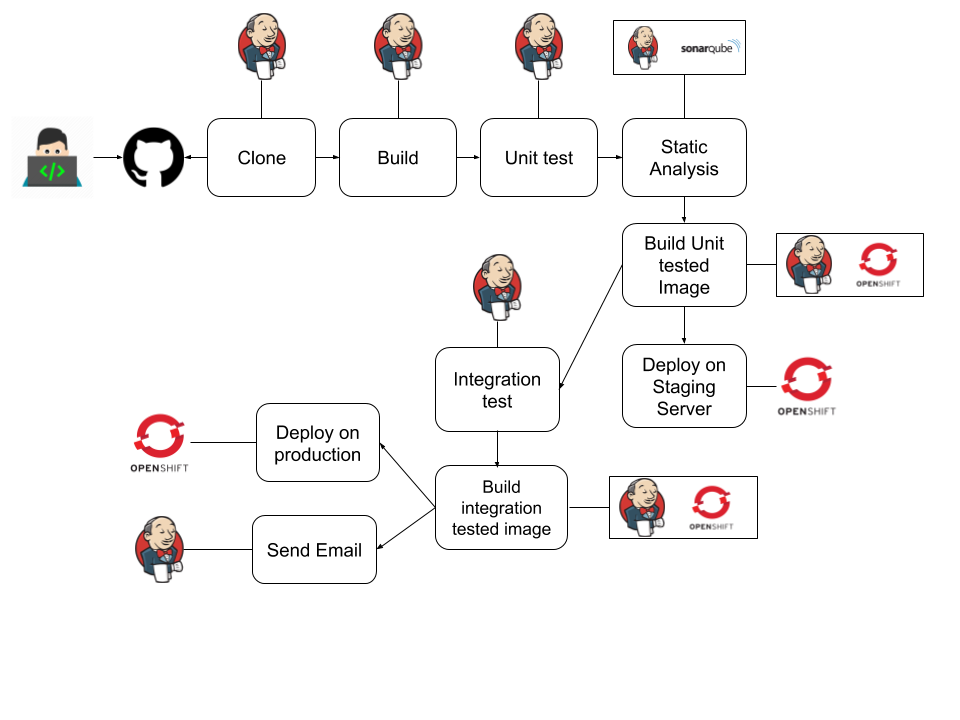 sonarqube
Clone
Build
Unit test
Static
Analysis
</>
Build Unit
tested
Image
OPENSHIFT
Integration
test
Deploy on
Staging
Server
OPENSHIFT
Deploy on
production
OPENSHIFT
Build
integration
tested image
OPENSHIFT
Send Email